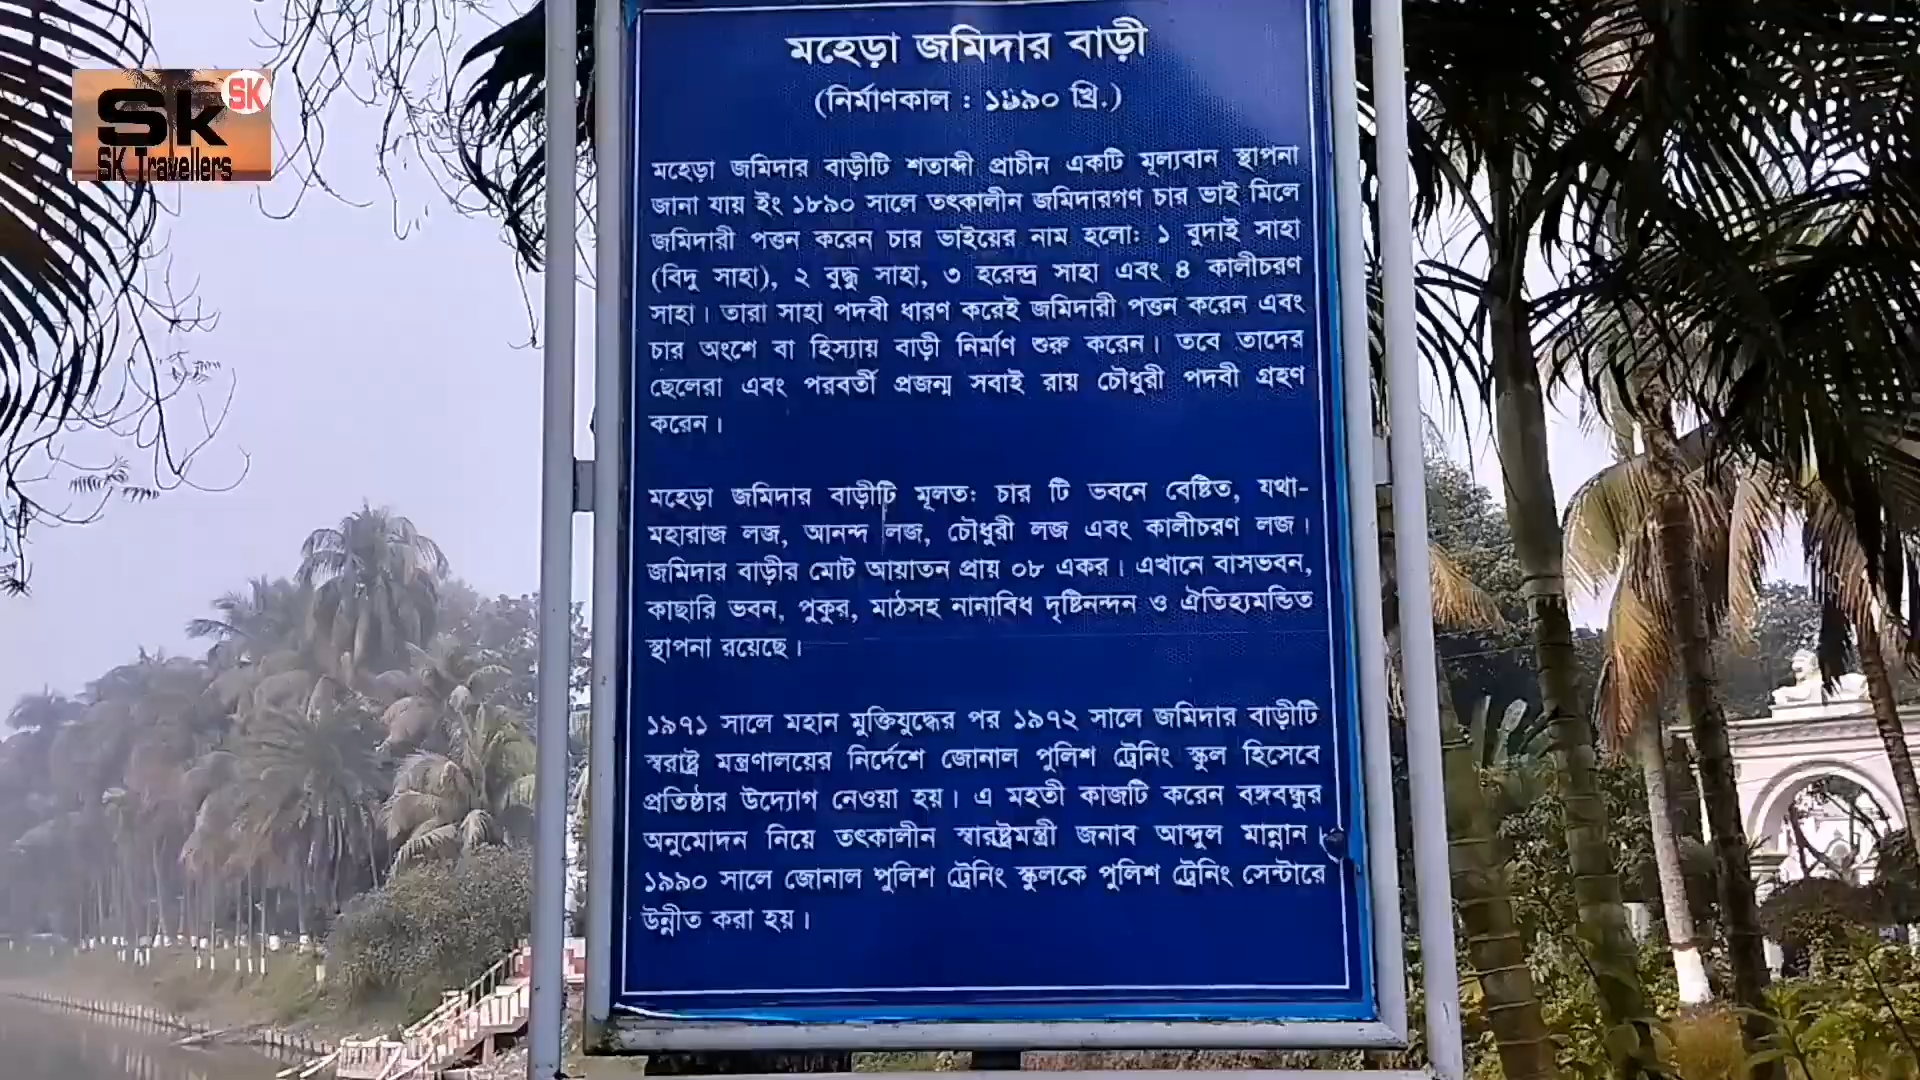 Sk
SK
SK Travellers
মহেড়া জমিদার বাড়ী
(নির্মাণকাল : ১৮৯০ খ্রি.)
মহেড়া জমিদার বাড়ীটি শতাব্দী প্রাচীন একটি মূল্যবান স্থাপনা
জানা যায় ইং ১৮৯০ সালে তৎকালীন জমিদারগণ চার ভাই মিলে
জমিদারী পত্তন করেন চার ভাইয়ের নাম হলো: ১ বুদাই সাহা
(বিদু সাহা), ২ বুদ্ধু সাহা, ৩ হরেন্দ্র সাহা এবং ৪ কালীচরণ
সাহা। তারা সাহা পদবী ধারণ করেই জমিদারী পত্তন করেন এবং
চার অংশে বা হিস্যায় বাড়ী নির্মাণ শুরু করেন। তবে তাদের
ছেলেরা এবং পরবর্তী প্রজন্ম সবাই রায় চৌধুরী পদবী গ্রহণ
করেন।
মহেড়া জমিদার বাড়ীটি মূলত: চার টি ভবনে বেষ্টিত, যথা-
মহারাজ লজ, আনন্দ লজ, চৌধুরী লজ এবং কালীচরণ লজ।
জমিদার বাড়ীর মোট আয়াতন প্রায় ০৮ একর। এখানে বাসভবন,
কাছারি ভবন, পুকুর, মাঠসহ নানাবিধ দৃষ্টিনন্দন ও ঐতিহ্যমন্ডিত
স্থাপনা রয়েছে।
১৯৭১ সালে মহান মুক্তিযুদ্ধের পর ১৯৭২ সালে জমিদার বাড়ীটি
স্বরাষ্ট্র মন্ত্রণালয়ের নির্দেশে জোনাল পুলিশ ট্রেনিং স্কুল হিসেবে
প্রতিষ্ঠার উদ্যোগ নেওয়া হয়। এ মহতী কাজটি করেন বঙ্গবন্ধুর
অনুমোদন নিয়ে তৎকালীন স্বারষ্ট্রমন্ত্রী জনাব আব্দুল মান্নান।
১৯৯০ সালে জোনাল পুলিশ ট্রেনিং স্কুলকে পুলিশ ট্রেনিং সেন্টারে
উন্নীত করা হয়।